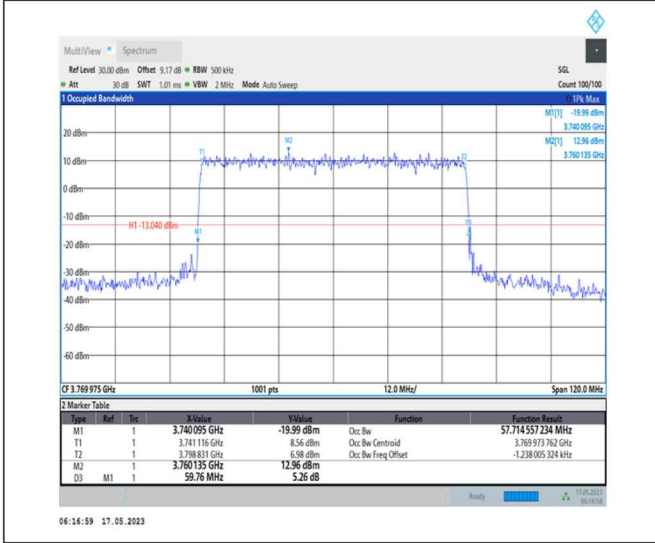 MultiView Spectrum
Ref Level 30.00 dBm Offset 9.17 dB RBW 500 kHz SGL
Att 30 dB SWT 1.01 ms VBW 2 MHz Mode Auto Sweep Count 100/100
1 Occupied Bandwidth 1Pk Max
M1[1] -19.99 dBm
3.740 095 GHz
M2[1] 12.96 dBm
3.760 135 GHz
20 dBm
M2
T1
T2
10 dBm
0 dBm
-10 dBm
H1 -13.040 dBm
D3
M1
-20 dBm
-30 dBm
-40 dBm
-50 dBm
-60 dBm
CF 3.769 975 GHz 1001 pts 12.0 MHz/ Span 120.0 MHz
2 Marker Table
Type Ref Trc X-Value Y-Value Function Function Result
M1 1 3.740 095 GHz -19.99 dBm Occ Bw 57.714 557 234 MHz
T1 1 3.741 116 GHz 8.56 dBm Occ Bw Centroid 3.769 973 762 GHz
T2 1 3.798 831 GHz 6.98 dBm Occ Bw Freq Offset -1.238 005 324 kHz
M2 1 3.760 135 GHz 12.96 dBm
D3 M1 1 59.76 MHz 5.26 dB
Ready 17.05.2023
06:16:58
06:16:59 17.05.2023